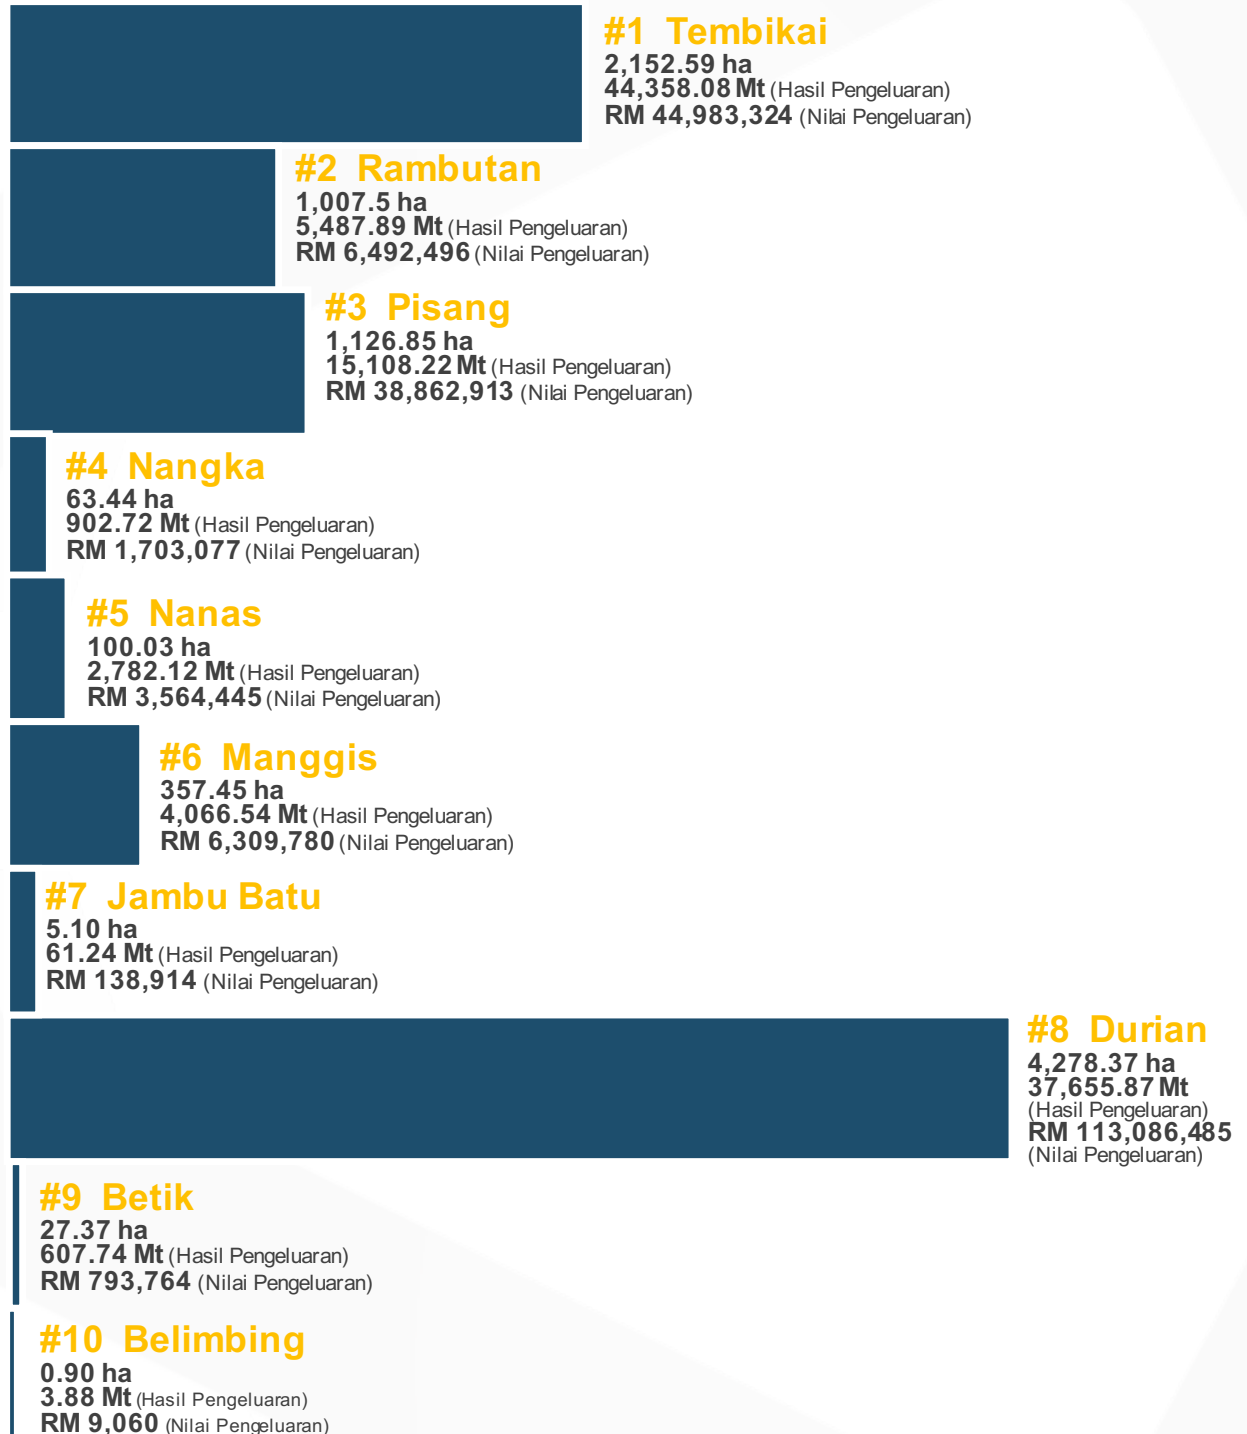 #1 Tembikai
2,152.59 ha
44,358.08 Mt (Hasil Pengeluaran)
RM 44,983,324 (Nilai Pengeluaran)
#2 Rambutan
1,007.5 ha
5,487.89 Mt (Hasil Pengeluaran)
RM 6,492,496 (Nilai Pengeluaran)
#3 Pisang
1,126.85 ha
15,108.22 Mt (Hasil Pengeluaran)
RM 38,862,913 (Nilai Pengeluaran)
#4 Nangka
63.44 ha
902.72 Mt (Hasil Pengeluaran)
RM 1,703,077 (Nilai Pengeluaran)
#5 Nanas
100.03 ha
2,782.12 Mt (Hasil Pengeluaran)
RM 3,564,445 (Nilai Pengeluaran)
#6 Manggis
357.45 ha
4,066.54 Mt (Hasil Pengeluaran)
RM 6,309,780 (Nilai Pengeluaran)
#7 Jambu Batu
5.10 ha
61.24 Mt (Hasil Pengeluaran)
RM 138,914 (Nilai Pengeluaran)
#8 Durian
4,278.37 ha
37,655.87 Mt
(Hasil Pengeluaran)
RM 113,086,485
(Nilai Pengeluaran)
#9 Betik
27.37 ha
607.74 Mt (Hasil Pengeluaran)
RM 793,764 (Nilai Pengeluaran)
#10 Belimbing
0.90 ha
3.88 Mt (Hasil Pengeluaran)
RM 9,060 (Nilai Pengeluaran)